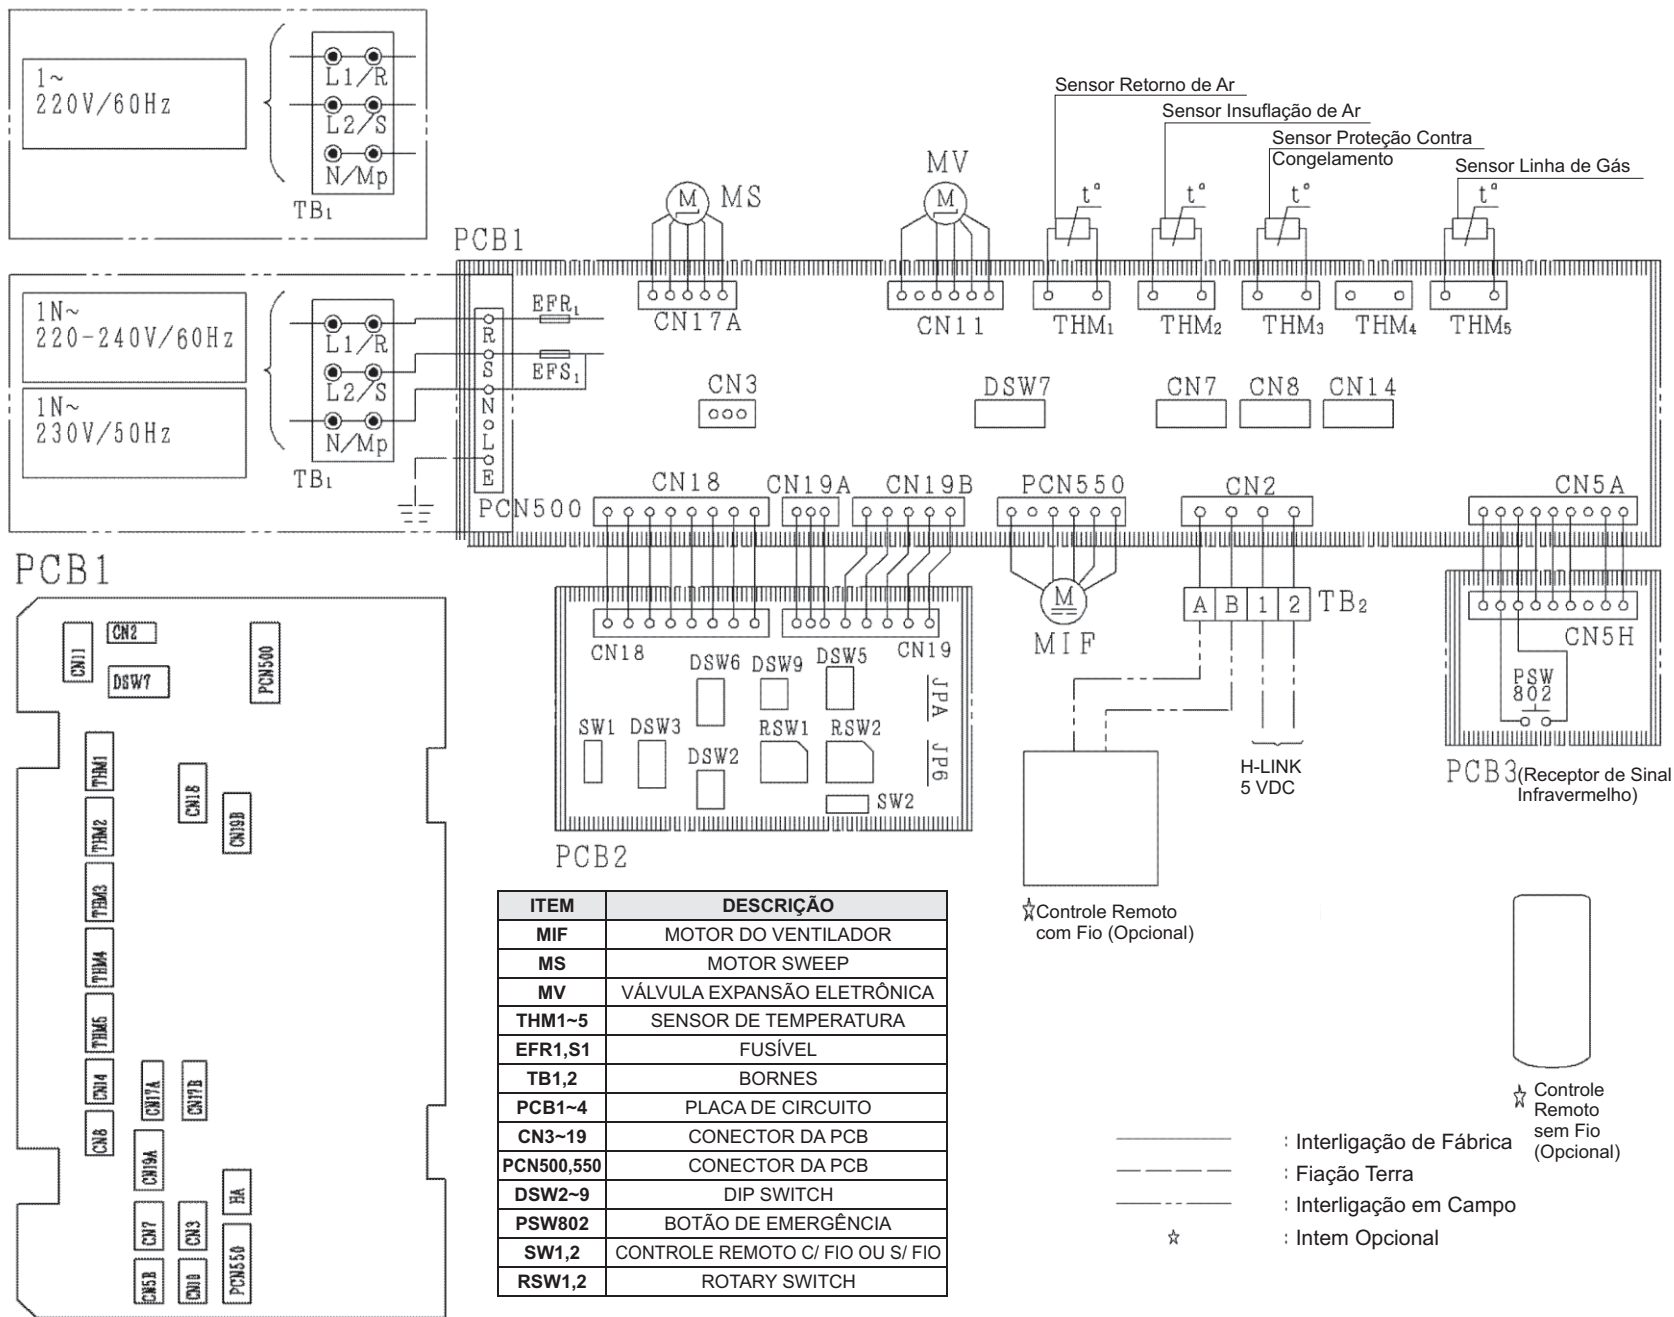 1~
220V/60Hz
L1/R
L2/S
N/Mp
TB1
1N~
220-240V/60Hz
1N~
230V/50Hz
L1/R
L2/S
N/Mp
TB1
PCB1
R
S
N
L
E
PCN500
EFR1
EFS1
M
MS
CN17A
M
MV
CN11
Sensor Retorno de Ar
Sensor Insuflação de Ar
Sensor Proteção Contra
Congelamento
Sensor Linha de Gás
tª
tª
tª
tª
THM1
THM2
THM3
THM4
THM5
CN3
DSW7
CN7
CN8
CN14
CN18
CN19A
CN19B
PCN550
CN2
CN5A
CN18
CN19
DSW6
DSW9
DSW5
SW1
DSW3
RSW1
RSW2
DSW2
SW2
JPA
JP6
PCB2
M
MIF
A
B
1
2
TB2
H-LINK
5 VDC
☆Controle Remoto
com Fio (Opcional)
CN5H
PSW
802
PCB3(Receptor de Sinal
Infravermelho)
☆ Controle
Remoto
sem Fio
(Opcional)
PCB1
CN11
CN2
DSW7
PCN500
THM1
THM2
THM3
THM4
THM5
CN18
CN19B
CN14
CN8
CN17A
CN17B
CN19A
HA
CN7
CN3
PCN550
CN5B
CN10
ITEM DESCRIÇÃO
MIF MOTOR DO VENTILADOR
MS MOTOR SWEEP
MV VÁLVULA EXPANSÃO ELETRÔNICA
THM1~5 SENSOR DE TEMPERATURA
EFR1,S1 FUSÍVEL
TB1,2 BORNES
PCB1~4 PLACA DE CIRCUITO
CN3~19 CONECTOR DA PCB
PCN500,550 CONECTOR DA PCB
DSW2~9 DIP SWITCH
PSW802 BOTÃO DE EMERGÊNCIA
SW1,2 CONTROLE REMOTO C/ FIO OU S/ FIO
RSW1,2 ROTARY SWITCH
: Interligação de Fábrica
: Fiação Terra
: Interligação em Campo
☆ : Intem Opcional